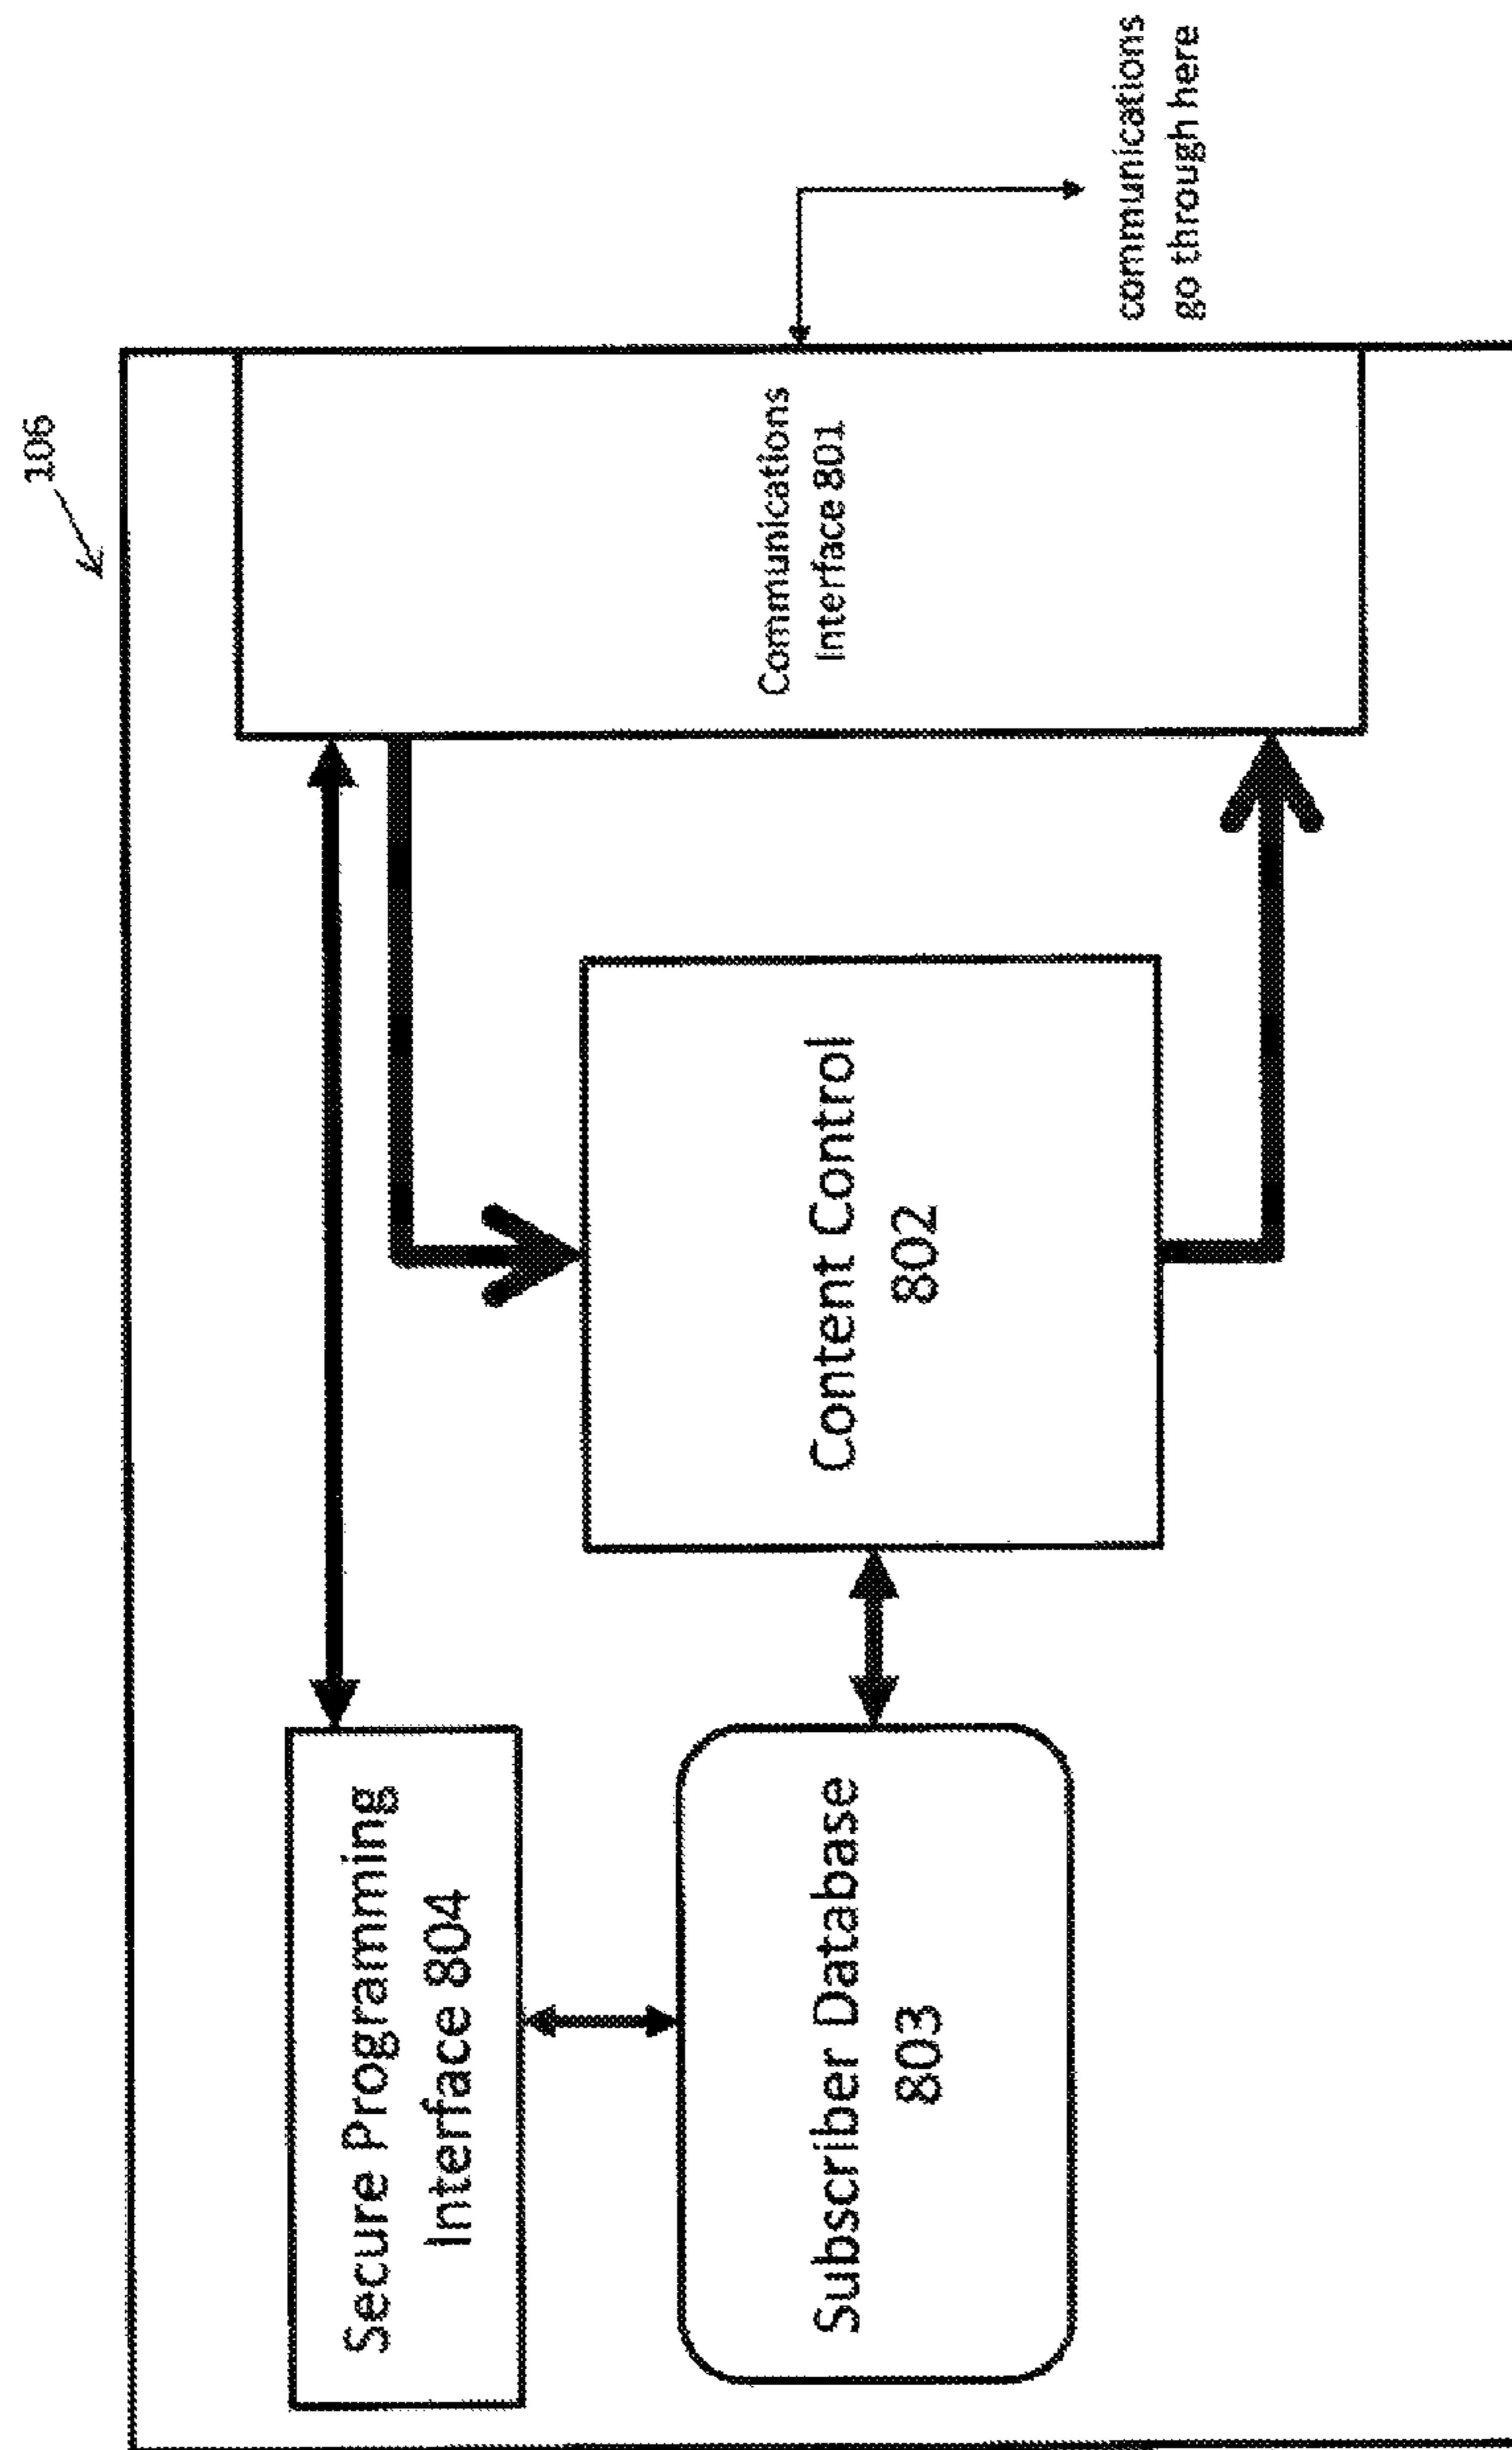 106
Secure Programming
Interface 804
Subscriber Database
803
Content Control
802
Communications
Interface 801
communications
go through here